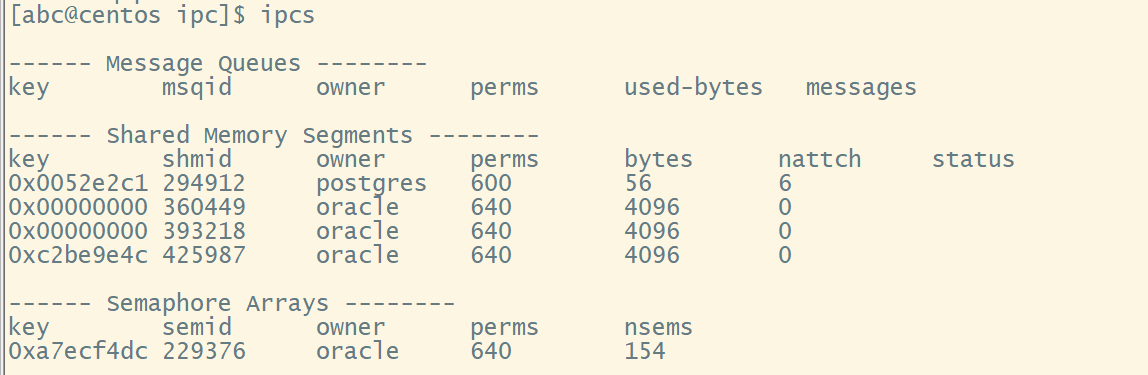 [abc@centos ipc]$ ipcs
------ Message Queues --------
key        msqid      owner      perms      used-bytes   messages
------ Shared Memory Segments --------
key        shmid      owner      perms      bytes      nattch     status
0x0052e2c1 294912     postgres   600        56         6
0x00000000 360449     oracle     640        4096       0
0x00000000 393218     oracle     640        4096       0
0xc2be9e4c 425987     oracle     640        4096       0
------ Semaphore Arrays --------
key        semid      owner      perms      nsems
0xa7ecf4dc 229376     oracle     640        154